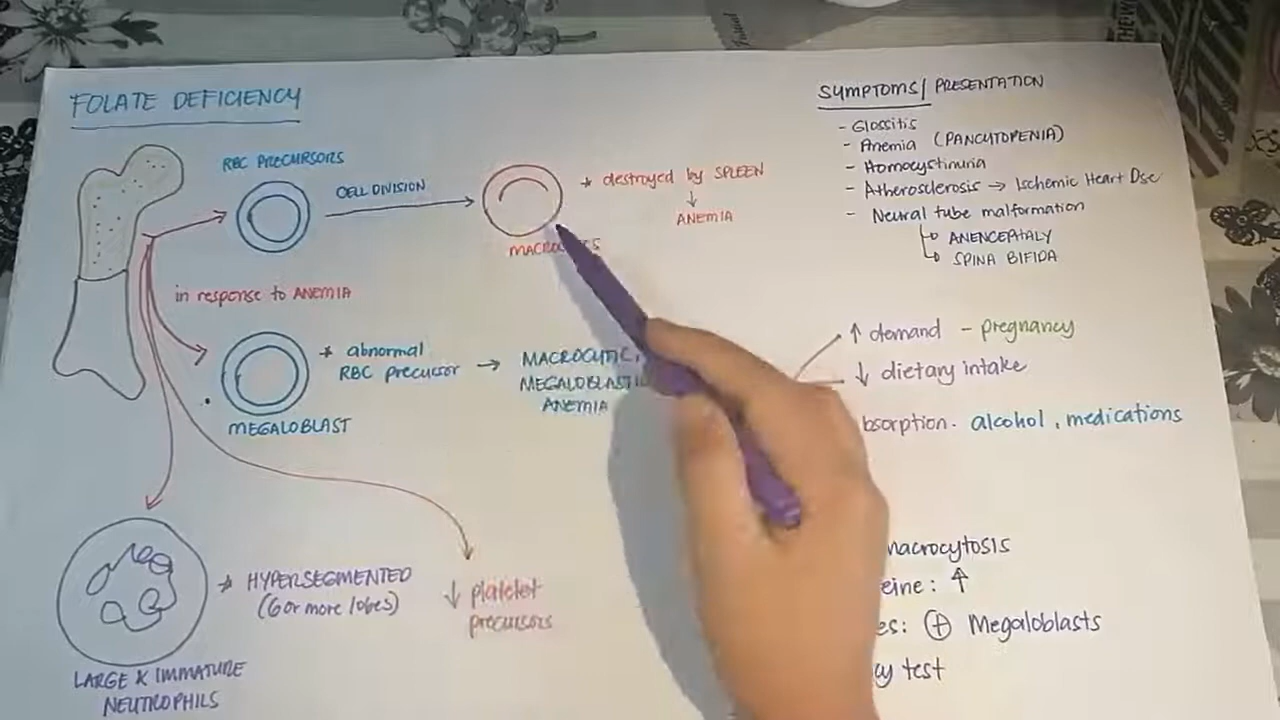 FOLATE DEFICIENCY
RBC PRECURSORS
CELL DIVISION
* destroyed by SPLEEN
↓
ANEMIA
in response to ANEMIA
* abnormal
RBC precursor → MACROCYTIC,
ANEMIA
MEGALOBLAST
* HYPERSEGMENTED
(6 or more lobes)
↓ platelet
precursors
LARGE & IMMATURE
NEUTROPHILS
SYMPTOMS/ PRESENTATION
- Glossitis
- Anemia (PANCYTOPENIA)
- Homocystinuria
- Atherosclerosis → Ischemic Heart Dse
- Neural tube malformation
ANENCEPHALY
SPINA BIFIDA
↑ demand - pregnancy
↓ dietary intake
alcohol, medications
↑
⊕ Megaloblasts
test